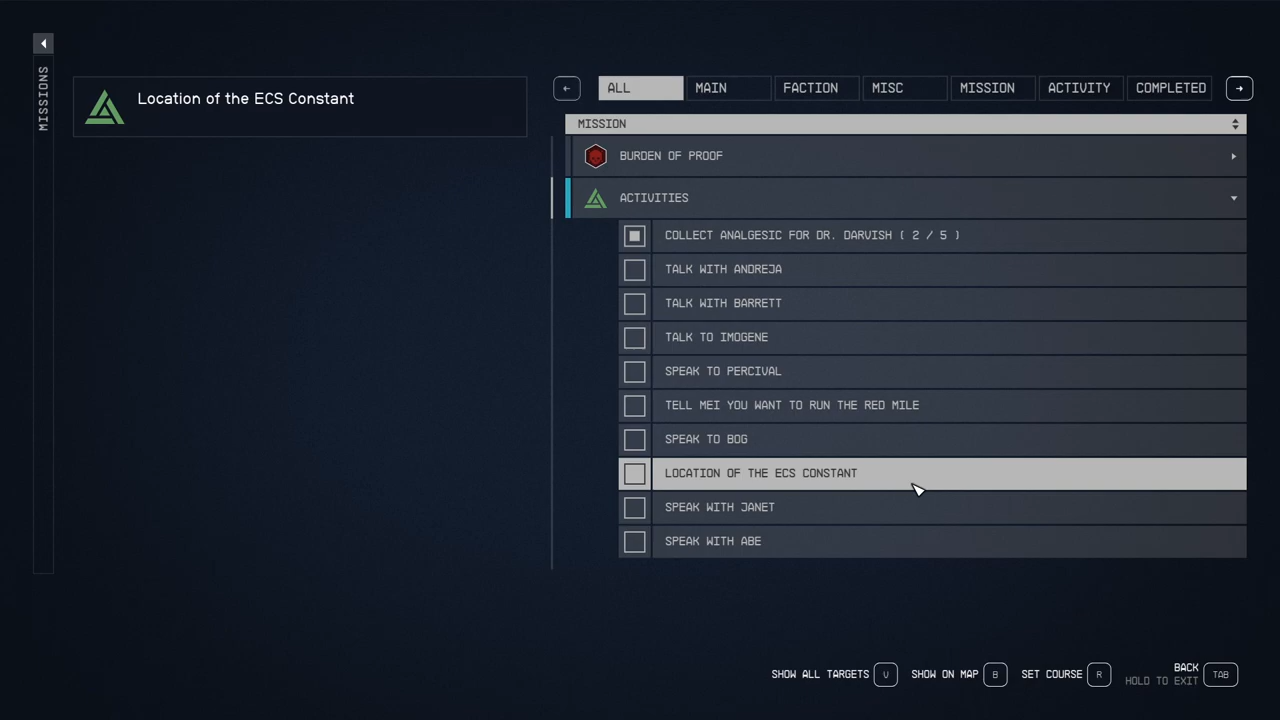 MISSIONS
Location of the ECS Constant
ALL MAIN FACTION MISC MISSION ACTIVITY COMPLETED
MISSION
BURDEN OF PROOF
ACTIVITIES
COLLECT ANALGESIC FOR DR. DARVISH ( 2 / 5 )
TALK WITH ANDREJA
TALK WITH BARRETT
TALK TO IMOGENE
SPEAK TO PERCIVAL
TELL MEI YOU WANT TO RUN THE RED MILE
SPEAK TO BOG
LOCATION OF THE ECS CONSTANT
SPEAK WITH JANET
SPEAK WITH ABE
SHOW ALL TARGETS V SHOW ON MAP B SET COURSE R BACK TAB
HOLD TO EXIT